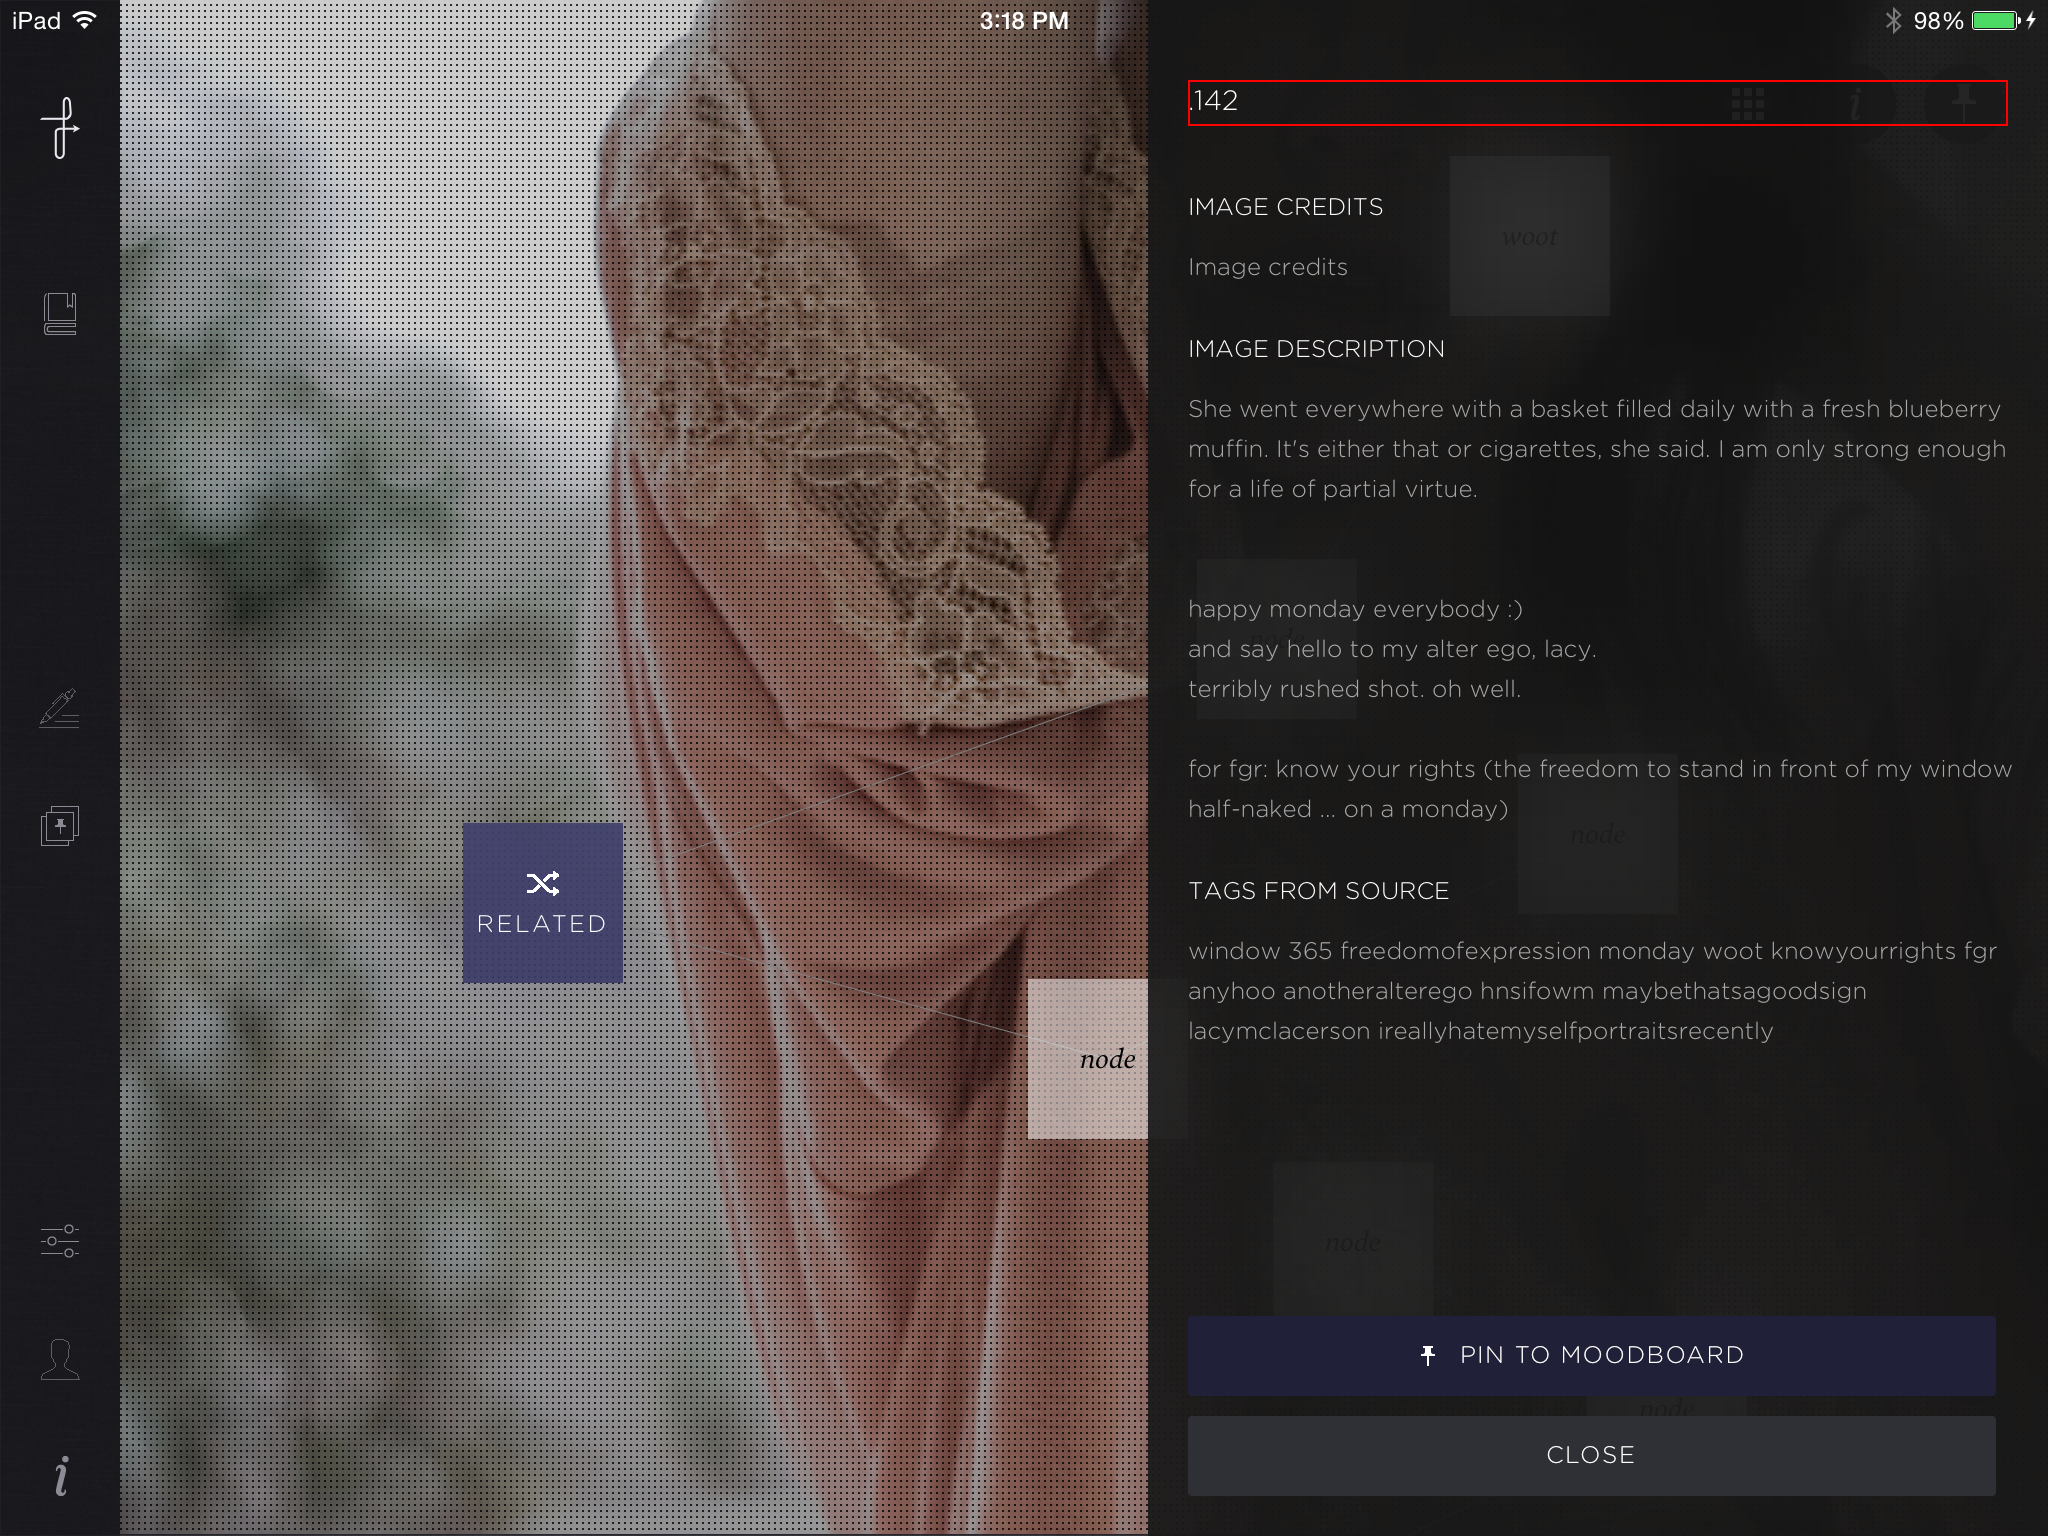 iPad 3:18 PM 98%
.142
IMAGE CREDITS
woot
Image credits
IMAGE DESCRIPTION
She went everywhere with a basket filled daily with a fresh blueberry
muffin. It's either that or cigarettes, she said. I am only strong enough
for a life of partial virtue.
happy monday everybody :)
node
and say hello to my alter ego, lacy.
terribly rushed shot. oh well.
for fgr: know your rights (the freedom to stand in front of my window
half-naked ... on a monday)
node
TAGS FROM SOURCE
RELATED
window 365 freedomofexpression monday woot knowyourrights fgr
anyhoo anotheralterego hnsifowm maybethatsagoodsign
lacymclacerson ireallyhatemyselfportraitsrecently
node
node
PIN TO MOODBOARD
node
CLOSE
i
i